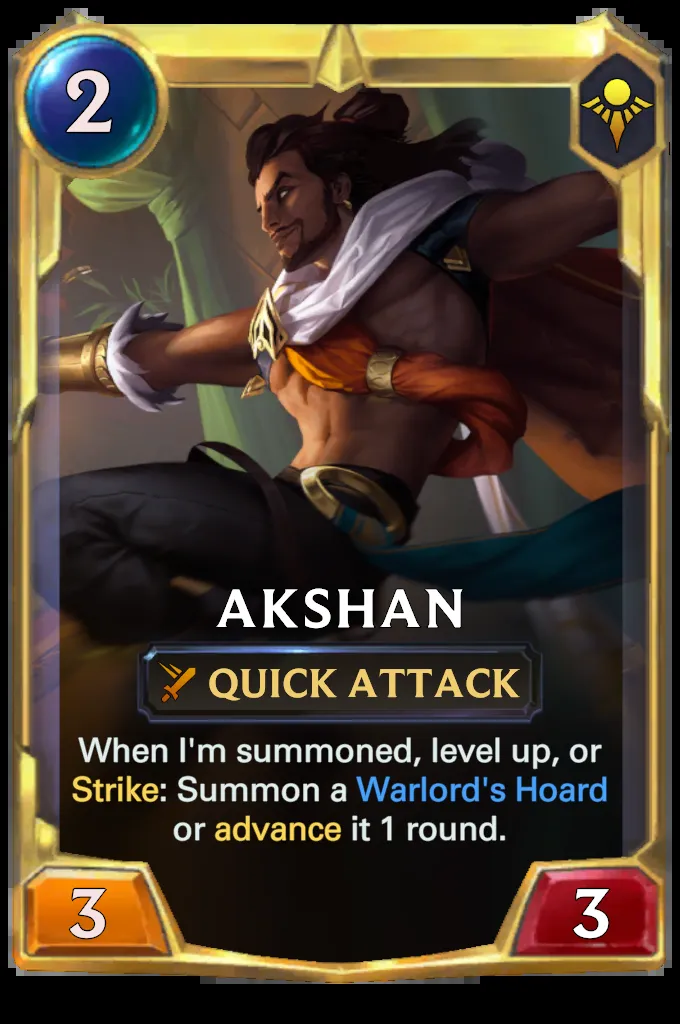 2
AKSHAN
QUICK ATTACK
When I'm summoned, level up, or
Strike: Summon a Warlord's Hoard
or advance it 1 round.
3
3